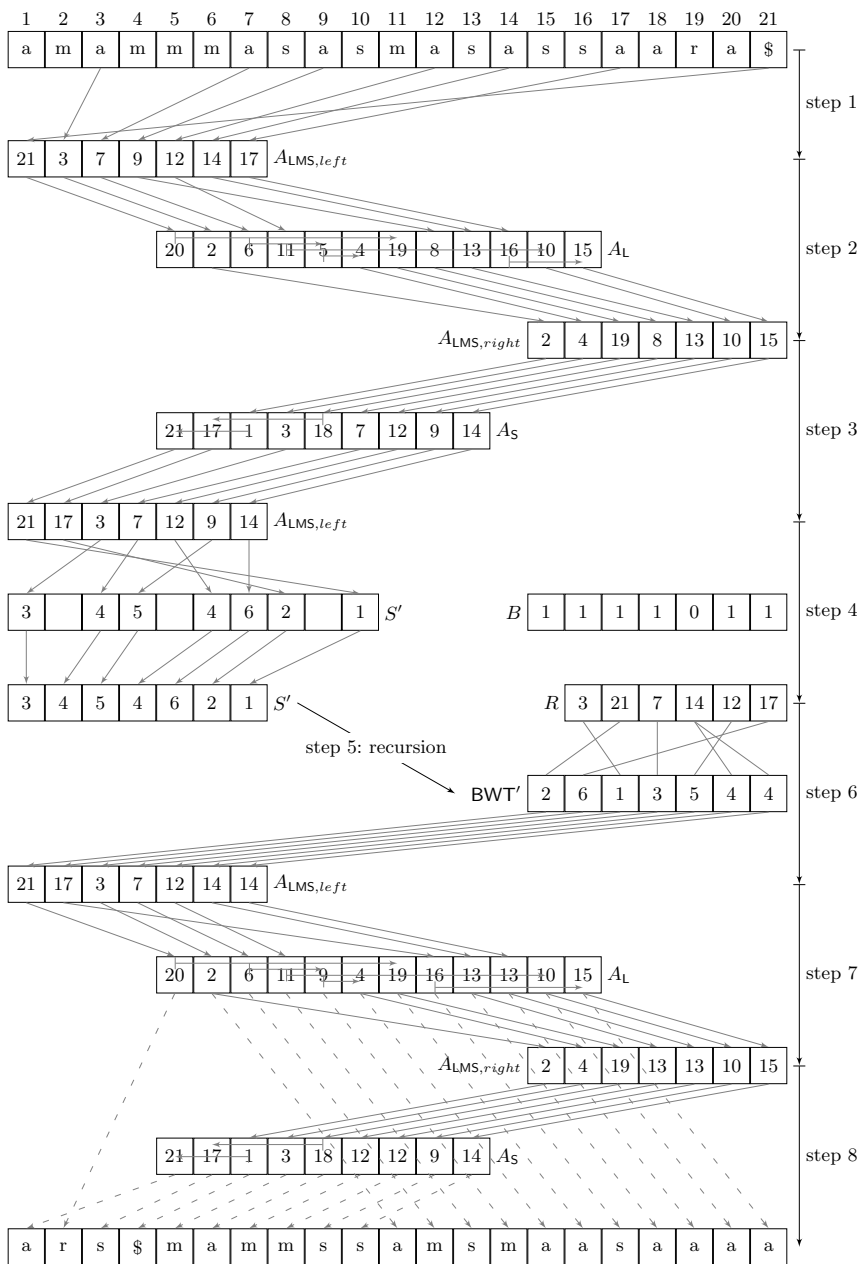 1 2 3 4 5 6 7 8 9 10 11 12 13 14 15 16 17 18 19 20 21
a m a m m m a s a s m a s a s s a a r a $
step 1
21 3 7 9 12 14 17 A_LMS,left
20 2 6 11 5 4 19 8 13 16 10 15 A_L step 2
A_LMS,right 2 4 19 8 13 10 15
21 17 1 3 18 7 12 9 14 A_S step 3
21 17 3 7 12 9 14 A_LMS,left
3 4 5 4 6 2 1 S′ B 1 1 1 1 0 1 1 step 4
3 4 5 4 6 2 1 S′ R 3 21 7 14 12 17
step 5: recursion
BWT′ 2 6 1 3 5 4 4 step 6
21 17 3 7 12 14 14 A_LMS,left
20 2 6 11 9 4 19 16 13 13 10 15 A_L step 7
A_LMS,right 2 4 19 13 13 10 15
21 17 1 3 18 12 12 9 14 A_S step 8
a r s $ m a m m s s a m s m a a s a a a a